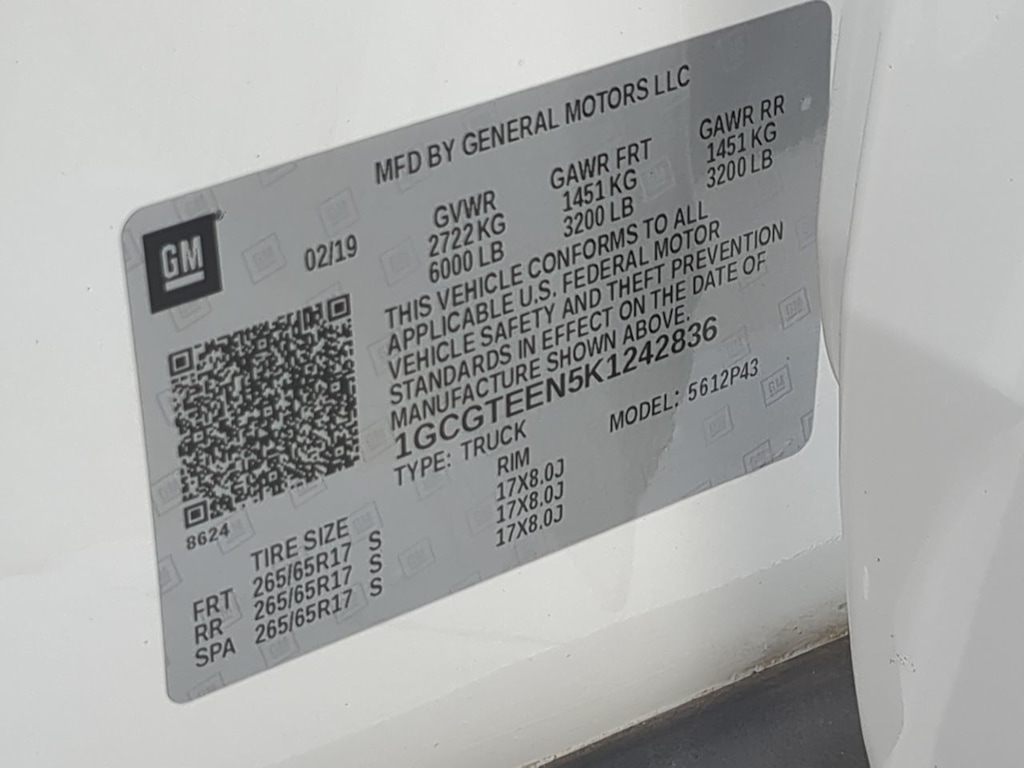 MFD BY GENERAL MOTORS LLC
GM
02/19
GVWR GAWR FRT GAWR RR
2722 KG 1451 KG 1451 KG
6000 LB 3200 LB 3200 LB
THIS VEHICLE CONFORMS TO ALL
APPLICABLE U.S. FEDERAL MOTOR
VEHICLE SAFETY AND THEFT PREVENTION
STANDARDS IN EFFECT ON THE DATE OF
MANUFACTURE SHOWN ABOVE.
1GCGTEEN5K1242836
TYPE: TRUCK MODEL: 5612P43
8624
TIRE SIZE RIM
FRT 265/65R17 S 17X8.0J
RR 265/65R17 S 17X8.0J
SPA 265/65R17 S 17X8.0J